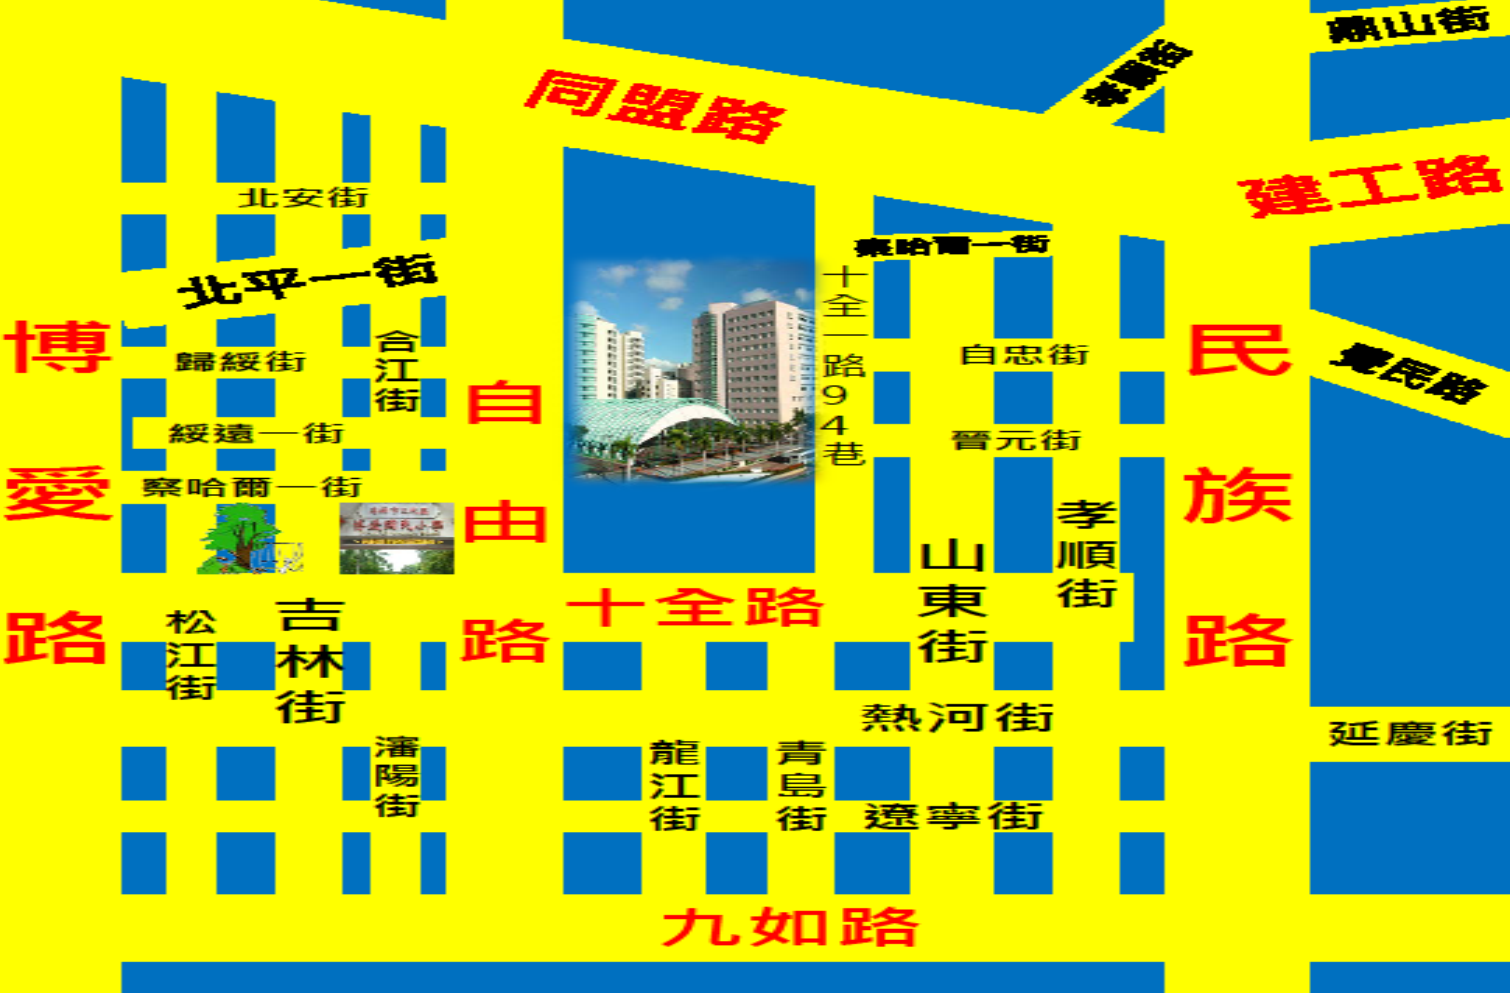 鼎山街
孝順街
同盟路
建工路
北安街
察哈爾一街
北平一街
十全一路94巷
博愛路
合江街
歸綏街
自由路
自忠街
民族路
覺民路
綏遠一街
晉元街
察哈爾一街
孝順街
山東街
十全路
松江街
吉林街
熱河街
延慶街
瀋陽街
龍江街
青島街
遼寧街
九如路